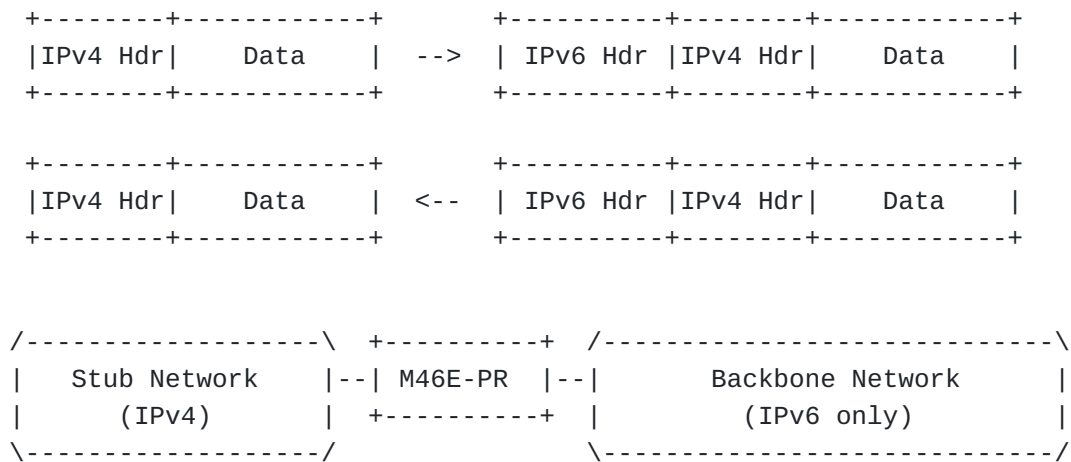 +--------+------------+       +----------+--------+------------+
|IPv4 Hdr|    Data    |  -->  | IPv6 Hdr |IPv4 Hdr|    Data    |
+--------+------------+       +----------+--------+------------+
+--------+------------+       +----------+--------+------------+
|IPv4 Hdr|    Data    |  <--  | IPv6 Hdr |IPv4 Hdr|    Data    |
+--------+------------+       +----------+--------+------------+
/-------------------\  +----------+  /----------------------------\
|   Stub Network    |--| M46E-PR  |--|       Backbone Network      |
|      (IPv4)       |  +----------+  |         (IPv6 only)         |
\-------------------/                \----------------------------/